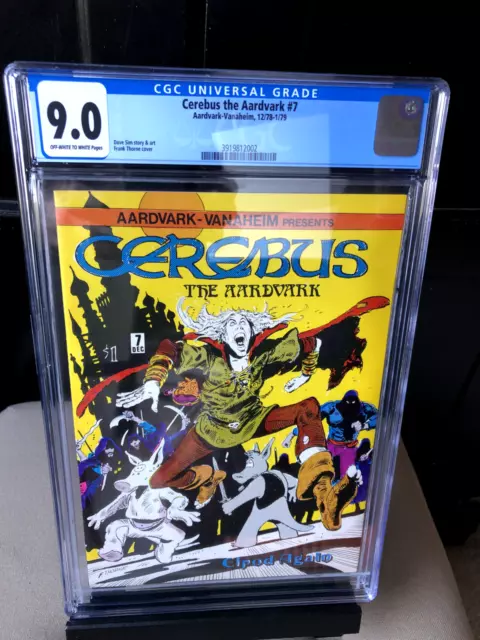 CGC UNIVERSAL GRADE
9.0
OFF-WHITE TO WHITE Pages
Cerebus the Aardvark #7
Aardvark-Vanaheim, 12/78-1/79
Dave Sim story & art
Frank Thorne cover
3919812002
AARDVARK-VANAHEIM PRESENTS
CEREBUS
THE AARDVARK
7
DEC
$1
Elrod Again